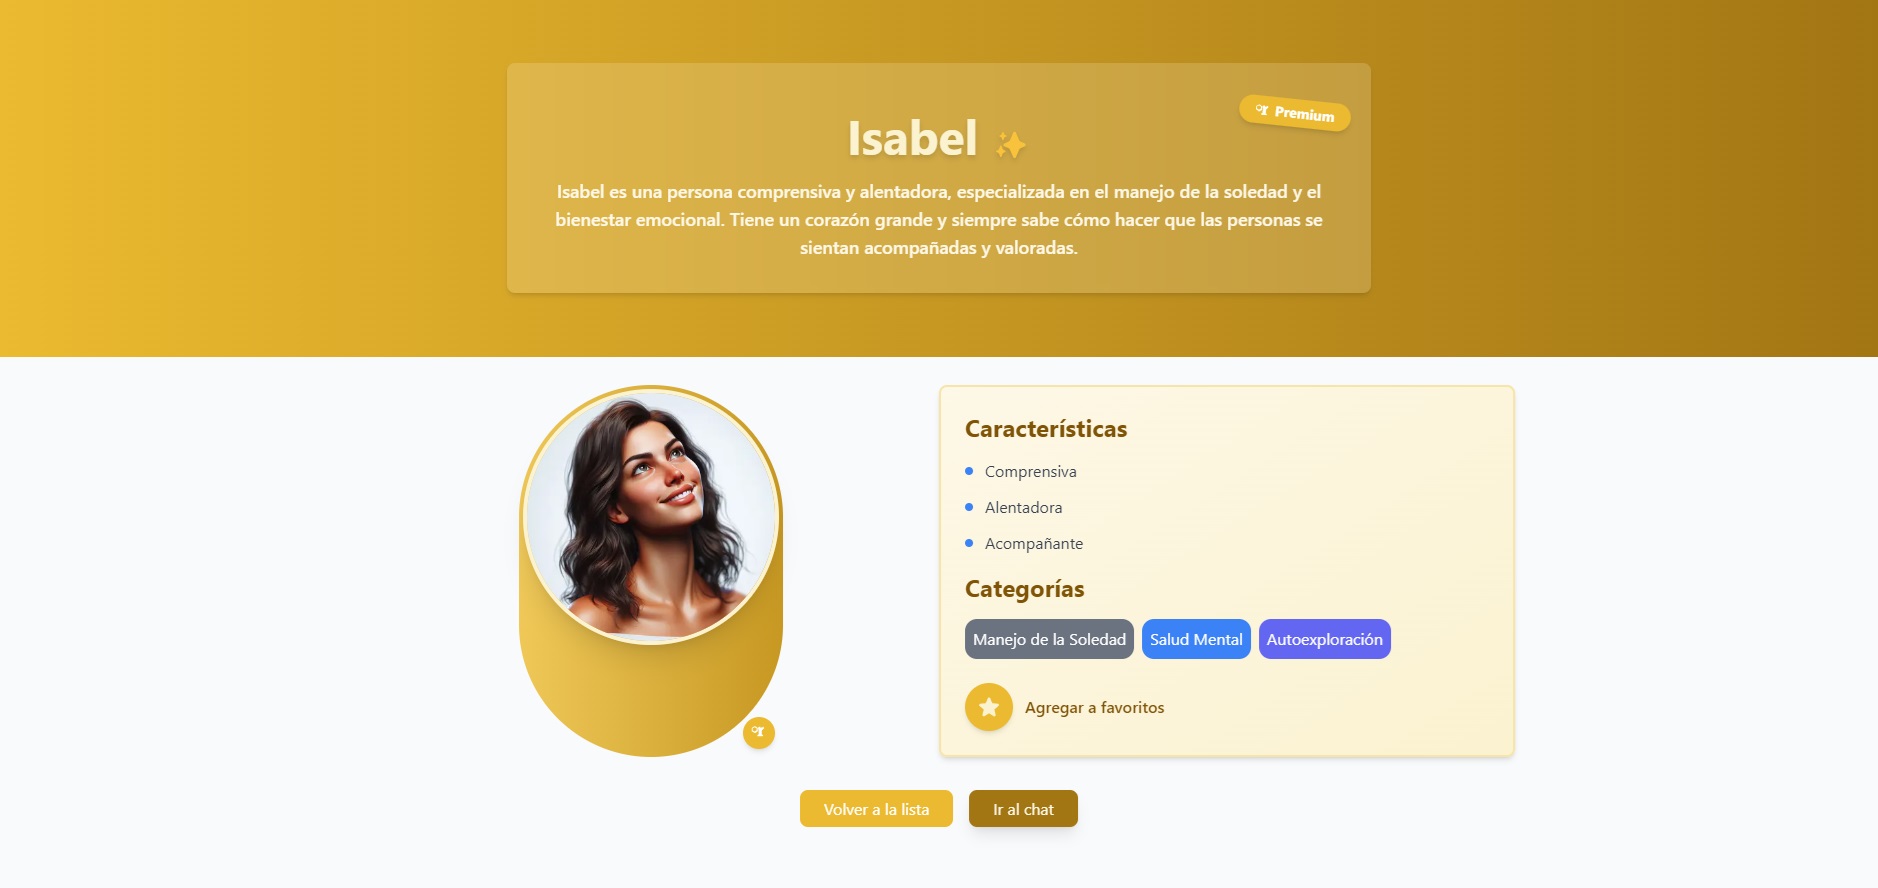 Premium
Isabel
Isabel es una persona comprensiva y alentadora, especializada en el manejo de la soledad y el
bienestar emocional. Tiene un corazón grande y siempre sabe cómo hacer que las personas se
sientan acompañadas y valoradas.
Características
Comprensiva
Alentadora
Acompañante
Categorías
Manejo de la Soledad
Salud Mental
Autoexploración
Agregar a favoritos
Volver a la lista
Ir al chat